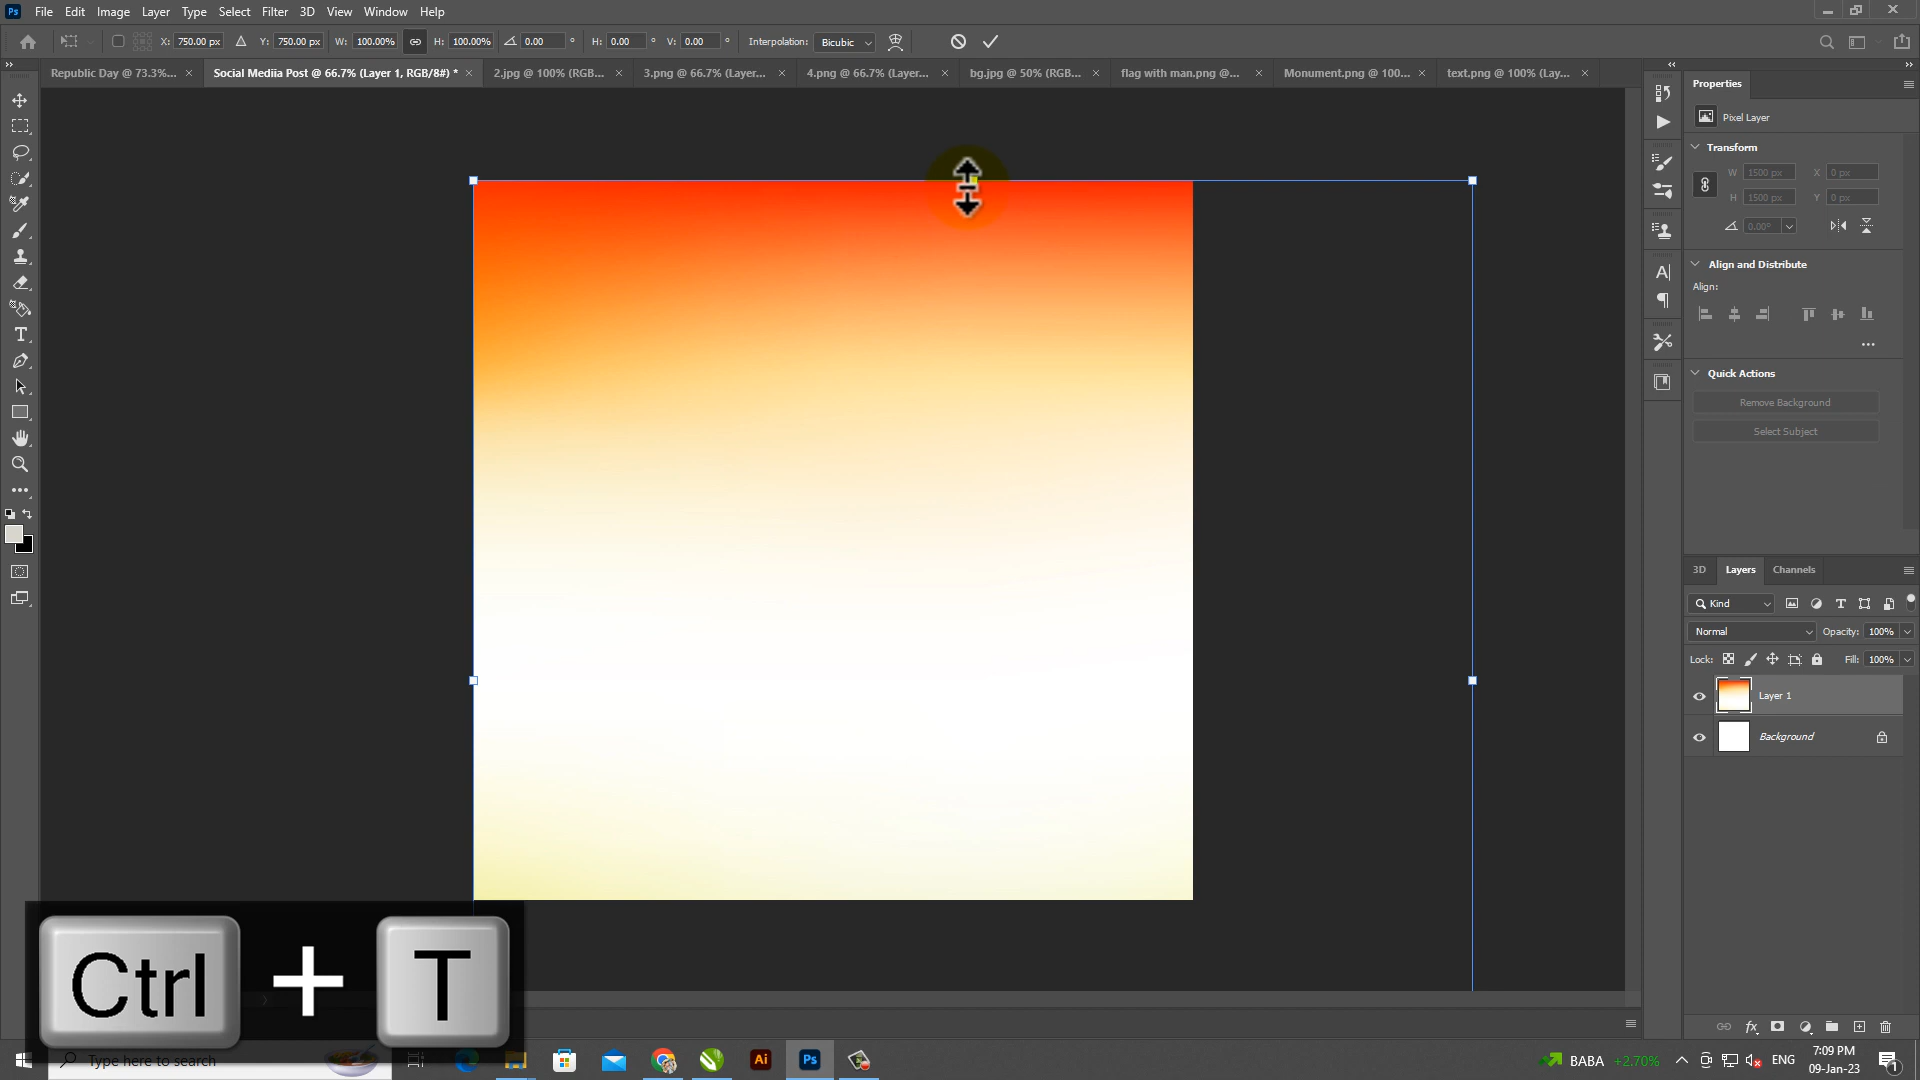 Ps File Edit Image Layer Type Select Filter 3D View Window Help
X: 750.00 px Y: 750.00 px W: 100.00% H: 100.00% 0.00 ° H: 0.00 ° V: 0.00 ° Interpolation: Bicubic
Republic Day @ 73.3%... × Social Mediia Post @ 66.7% (Layer 1, RGB/8#) * × 2.jpg @ 100% (RGB... × 3.png @ 66.7% (Layer... × 4.png @ 66.7% (Layer... × bg.jpg @ 50% (RGB... × flag with man.png @... × Monument.png @ 100... × text.png @ 100% (Lay... ×
Properties
Pixel Layer
Transform
W 1500 px X 0 px
H 1500 px Y 0 px
0.00°
Align and Distribute
Align:
Quick Actions
Remove Background
Select Subject
3D Layers Channels
Kind
Normal Opacity: 100%
Lock: Fill: 100%
Layer 1
Background
Ctrl + T
Type here to search
Ai Ps
BABA +2.70%
ENG
7:09 PM
09-Jan-23
1